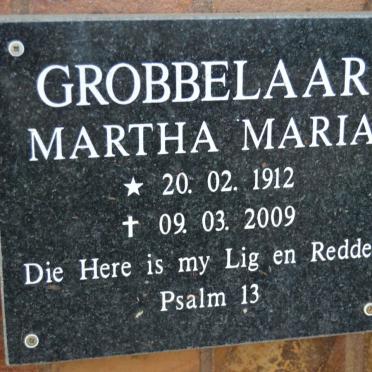 GROBBELAAR
MARTHA MARIA
★ 20. 02. 1912
✝ 09. 03. 2009
Die Here is my Lig en Redde
Psalm 13